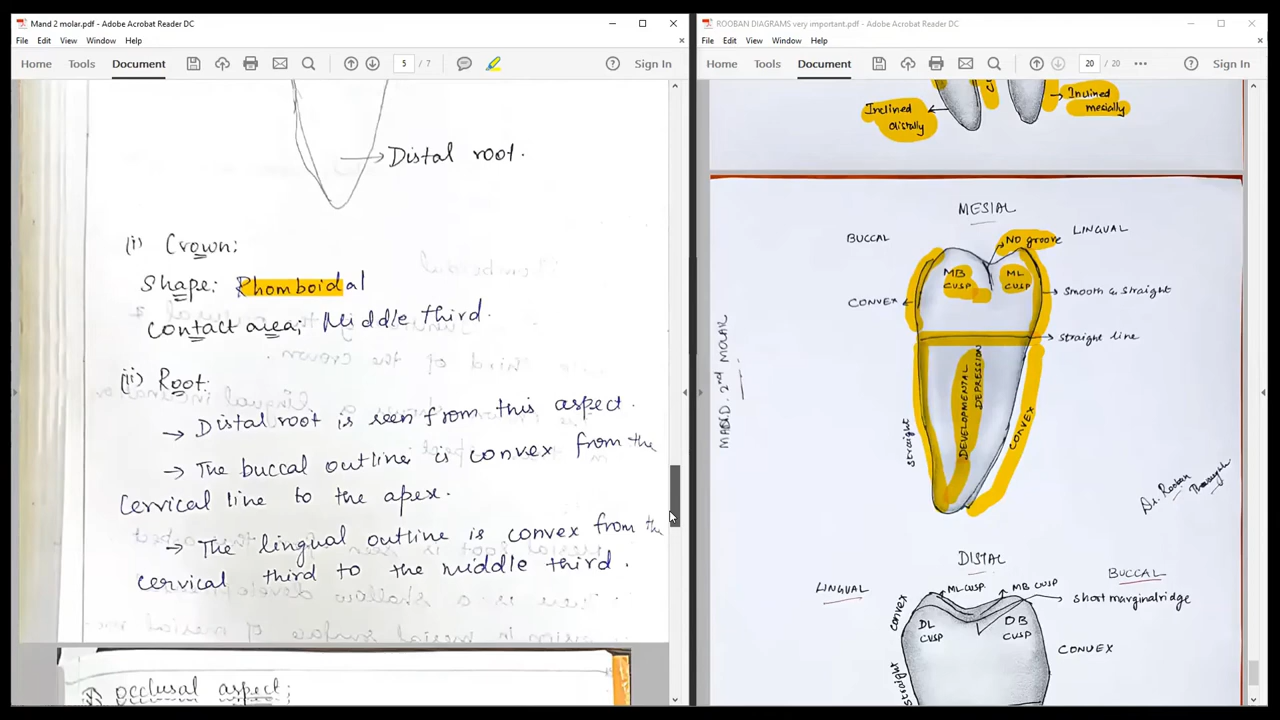 Mand 2 molar.pdf - Adobe Acrobat Reader DC
File Edit View Window Help
Home Tools Document 5 / 7 Sign In
Distal root.
(i) Crown:
Shape: Rhomboidal
Contact area; Middle third.
(ii) Root:
→ Distal root is seen from this aspect.
→ The buccal outline is convex from the
cervical line to the apex.
→ The lingual outline is convex from the
cervical third to the middle third.
occlusal aspect;
ROOBAN DIAGRAMS very important.pdf - Adobe Acrobat Reader DC
File Edit View Window Help
Home Tools Document 20 / 20 Sign In
Inclined
distally
Inclined
mesially
MESIAL
BUCCAL
LINGUAL
NO groove
MB
CUSP
ML
CUSP
CONVEX
smooth & straight
straight line
MAND. 2nd MOLAR
DEVELOPMENTAL
DEPRESSION
straight
CONVEX
Dr. Rooban
Thavarajah
DISTAL
LINGUAL
BUCCAL
ML CUSP
MB CUSP
short marginal ridge
convex
DL
CUSP
DB
CUSP
CONVEX
straight